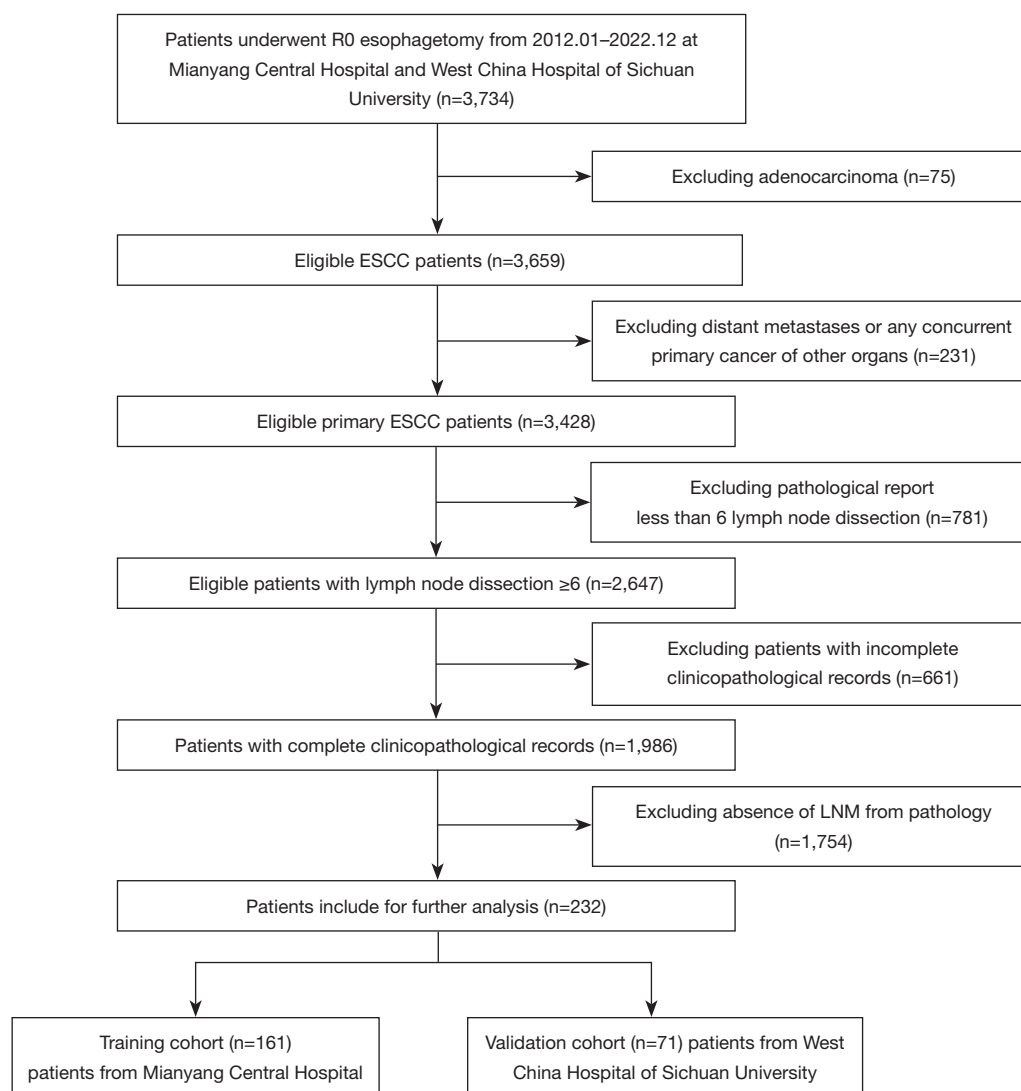 Patients underwent R0 esophagetomy from 2012.01–2022.12 at
Mianyang Central Hospital and West China Hospital of Sichuan
University (n=3,734)
Excluding adenocarcinoma (n=75)
Eligible ESCC patients (n=3,659)
Excluding distant metastases or any concurrent
primary cancer of other organs (n=231)
Eligible primary ESCC patients (n=3,428)
Excluding pathological report
less than 6 lymph node dissection (n=781)
Eligible patients with lymph node dissection ≥6 (n=2,647)
Excluding patients with incomplete
clinicopathological records (n=661)
Patients with complete clinicopathological records (n=1,986)
Excluding absence of LNM from pathology
(n=1,754)
Patients include for further analysis (n=232)
Training cohort (n=161)
patients from Mianyang Central Hospital
Validation cohort (n=71) patients from West
China Hospital of Sichuan University